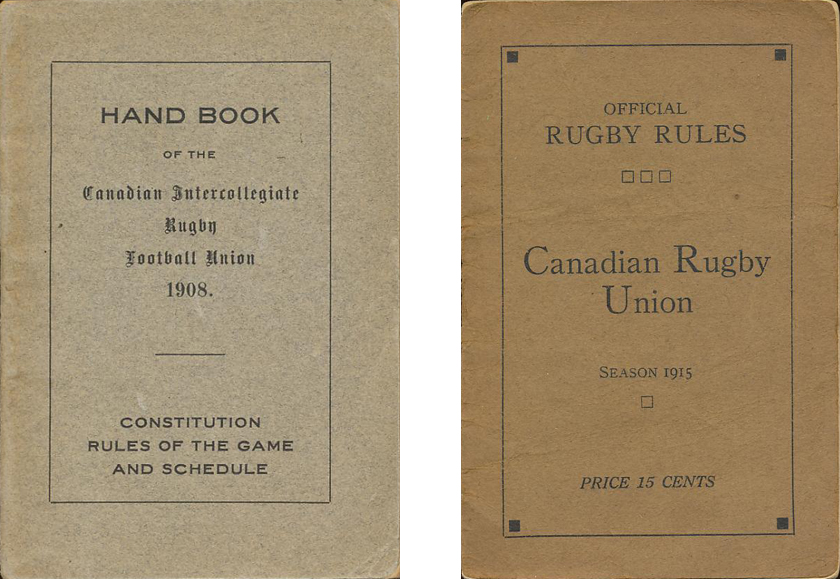 HAND BOOK
OF THE
Canadian Intercollegiate
Rugby
Football Union
1908.
CONSTITUTION
RULES OF THE GAME
AND SCHEDULE
OFFICIAL
RUGBY RULES
Canadian Rugby
Union
SEASON 1915
PRICE 15 CENTS